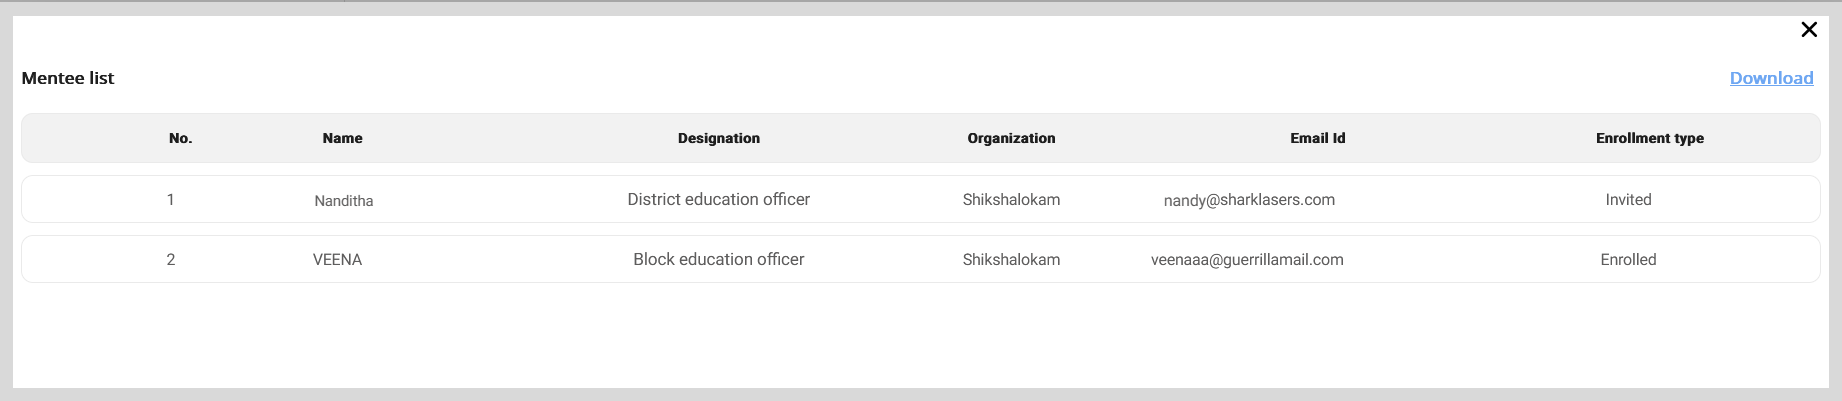 Mentee list
Download
No. Name Designation Organization Email Id Enrollment type
1 Nanditha District education officer Shikshalokam nandy@sharklasers.com Invited
2 VEENA Block education officer Shikshalokam veenaaa@guerrillamail.com Enrolled